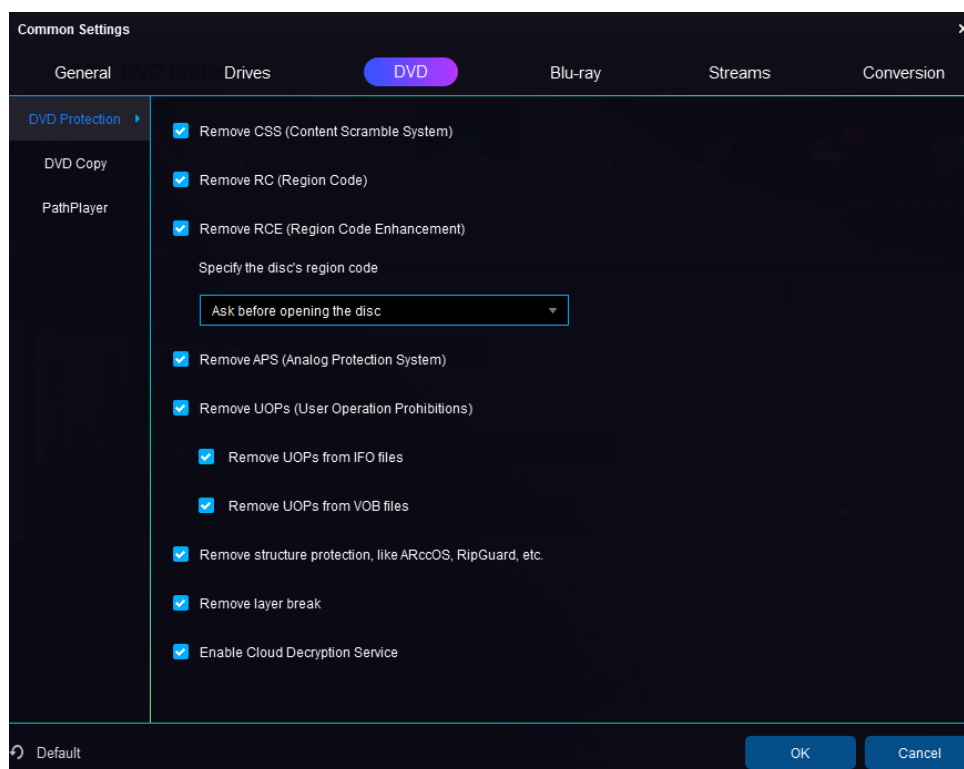 Common Settings
General Drives DVD Blu-ray Streams Conversion
DVD Protection
DVD Copy
PathPlayer
Remove CSS (Content Scramble System)
Remove RC (Region Code)
Remove RCE (Region Code Enhancement)
Specify the disc's region code
Ask before opening the disc
Remove APS (Analog Protection System)
Remove UOPs (User Operation Prohibitions)
Remove UOPs from IFO files
Remove UOPs from VOB files
Remove structure protection, like ARccOS, RipGuard, etc.
Remove layer break
Enable Cloud Decryption Service
Default
OK Cancel